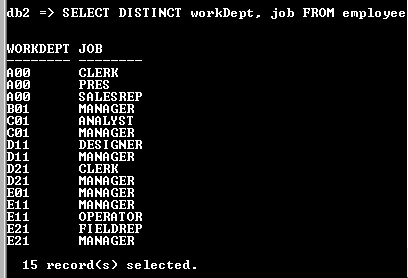 db2 => SELECT DISTINCT workDept, job FROM employee
WORKDEPT JOB
-------- --------
A00 CLERK
A00 PRES
A00 SALESREP
B01 MANAGER
C01 ANALYST
C01 MANAGER
D11 DESIGNER
D11 MANAGER
D21 CLERK
D21 MANAGER
E01 MANAGER
E11 MANAGER
E11 OPERATOR
E21 FIELDREP
E21 MANAGER
15 record(s) selected.